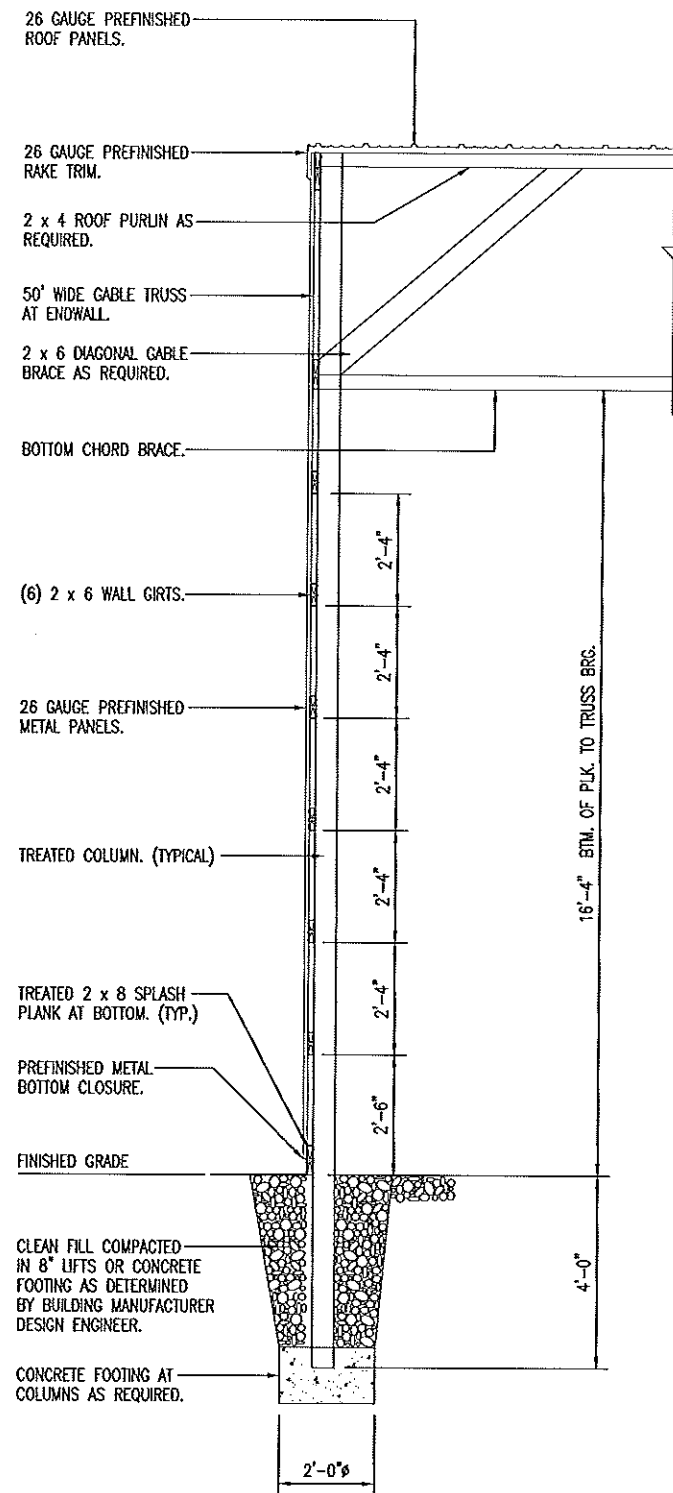 26 GAUGE PREFINISHED
ROOF PANELS.
26 GAUGE PREFINISHED
RAKE TRIM.
2 x 4 ROOF PURLIN AS
REQUIRED.
50' WIDE GABLE TRUSS
AT ENDWALL.
2 x 6 DIAGONAL GABLE
BRACE AS REQUIRED.
BOTTOM CHORD BRACE.
(6) 2 x 6 WALL GIRTS.
26 GAUGE PREFINISHED
METAL PANELS.
TREATED COLUMN. (TYPICAL)
TREATED 2 x 8 SPLASH
PLANK AT BOTTOM. (TYP.)
PREFINISHED METAL
BOTTOM CLOSURE.
FINISHED GRADE
CLEAN FILL COMPACTED
IN 8" LIFTS OR CONCRETE
FOOTING AS DETERMINED
BY BUILDING MANUFACTURER
DESIGN ENGINEER.
CONCRETE FOOTING AT
COLUMNS AS REQUIRED.
2'-4"
2'-4"
2'-4"
2'-4"
2'-4"
2'-6"
16'-4" BTM. OF PLK. TO TRUSS BRG.
4'-0"
2'-0"ø